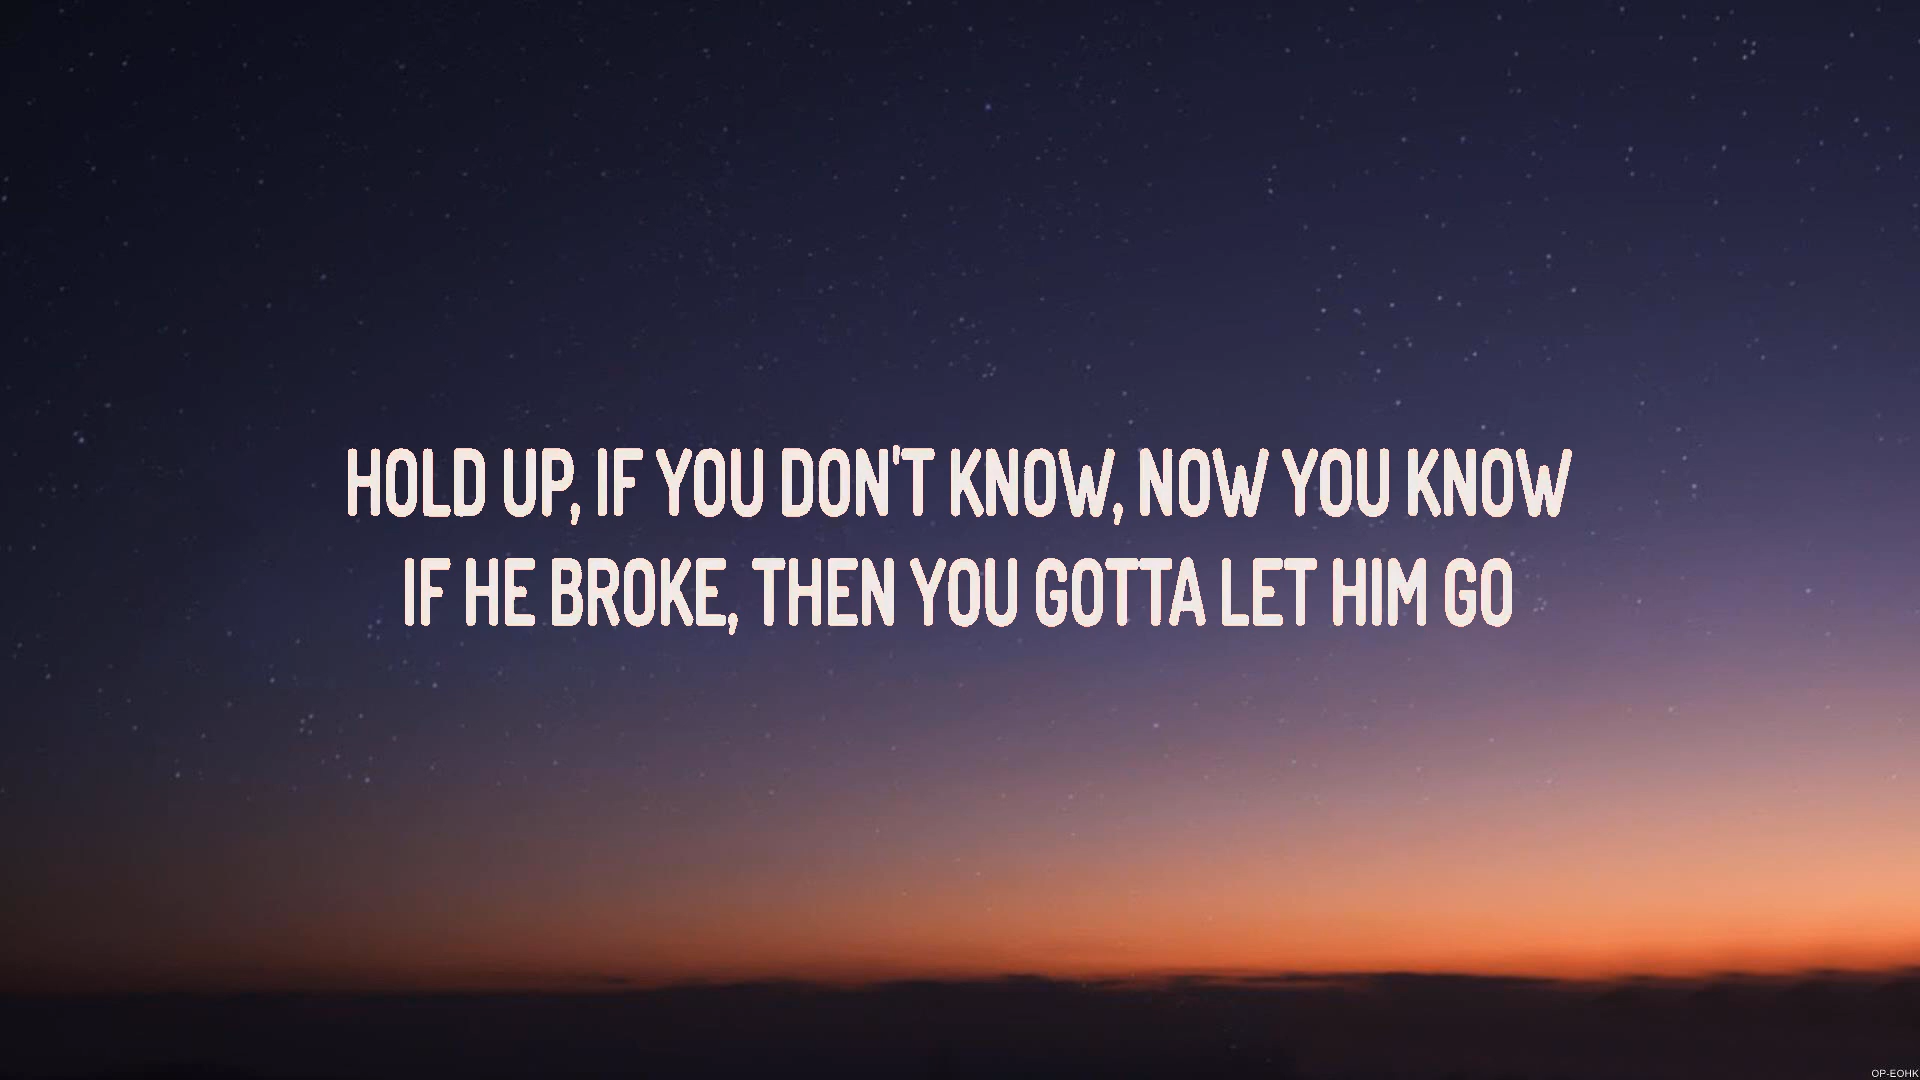 HOLD UP, IF YOU DON'T KNOW, NOW YOU KNOW
IF HE BROKE, THEN YOU GOTTA LET HIM GO
OP-EOHK